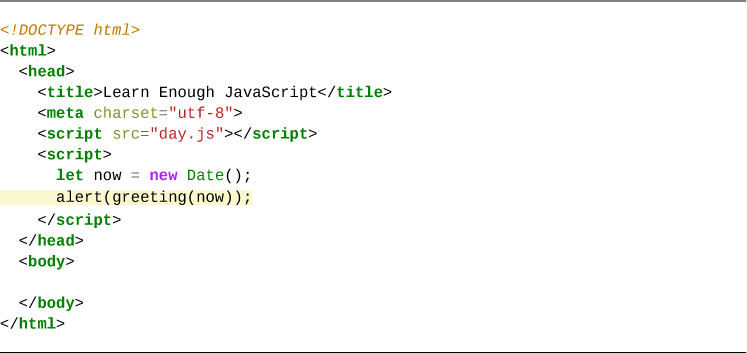 <!DOCTYPE html>
<html>
  <head>
    <title>Learn Enough JavaScript</title>
    <meta charset="utf-8">
    <script src="day.js"></script>
    <script>
      let now = new Date();
      alert(greeting(now));
    </script>
  </head>
  <body>

  </body>
</html>